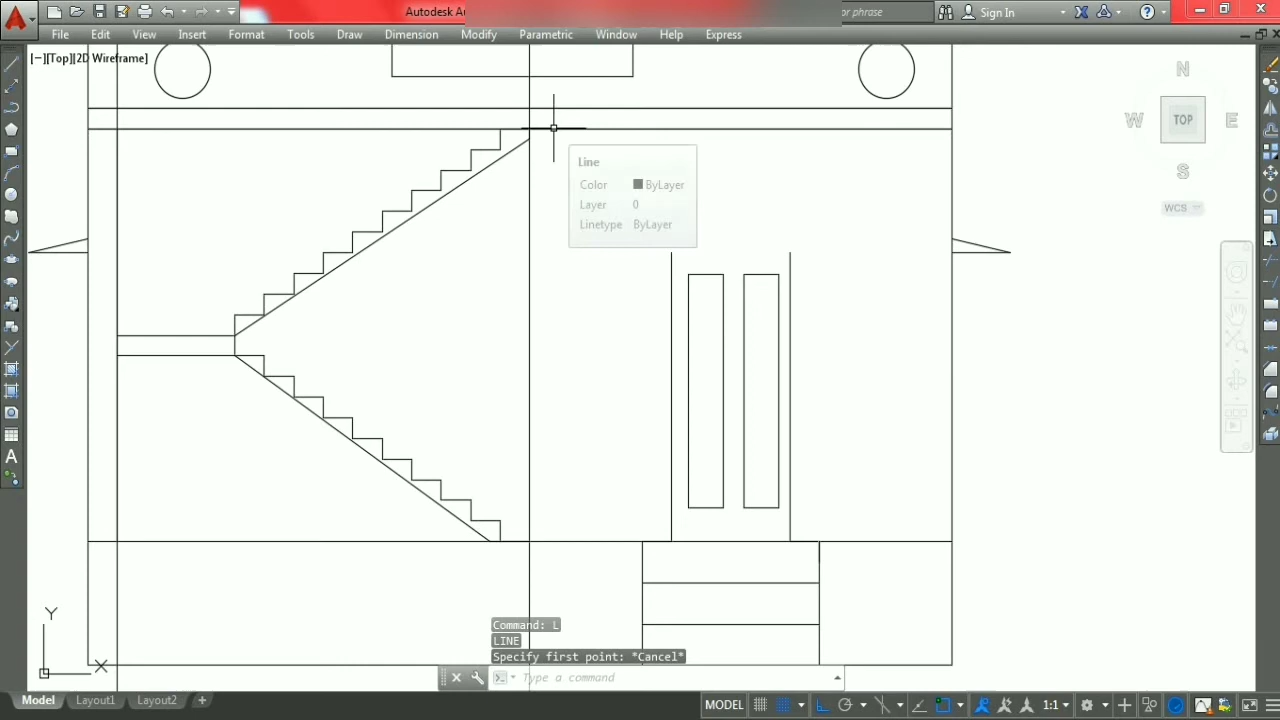 Autodesk Au
or phrase
Sign In
File Edit View Insert Format Tools Draw Dimension Modify Parametric Window Help Express
[−][Top][2D Wireframe]
N
W TOP E
S
WCS
Line
Color ByLayer
Layer 0
Linetype ByLayer
Y
X
A
Command: L
LINE
Specify first point: *Cancel*
Type a command
Model Layout1 Layout2 +
MODEL
1:1